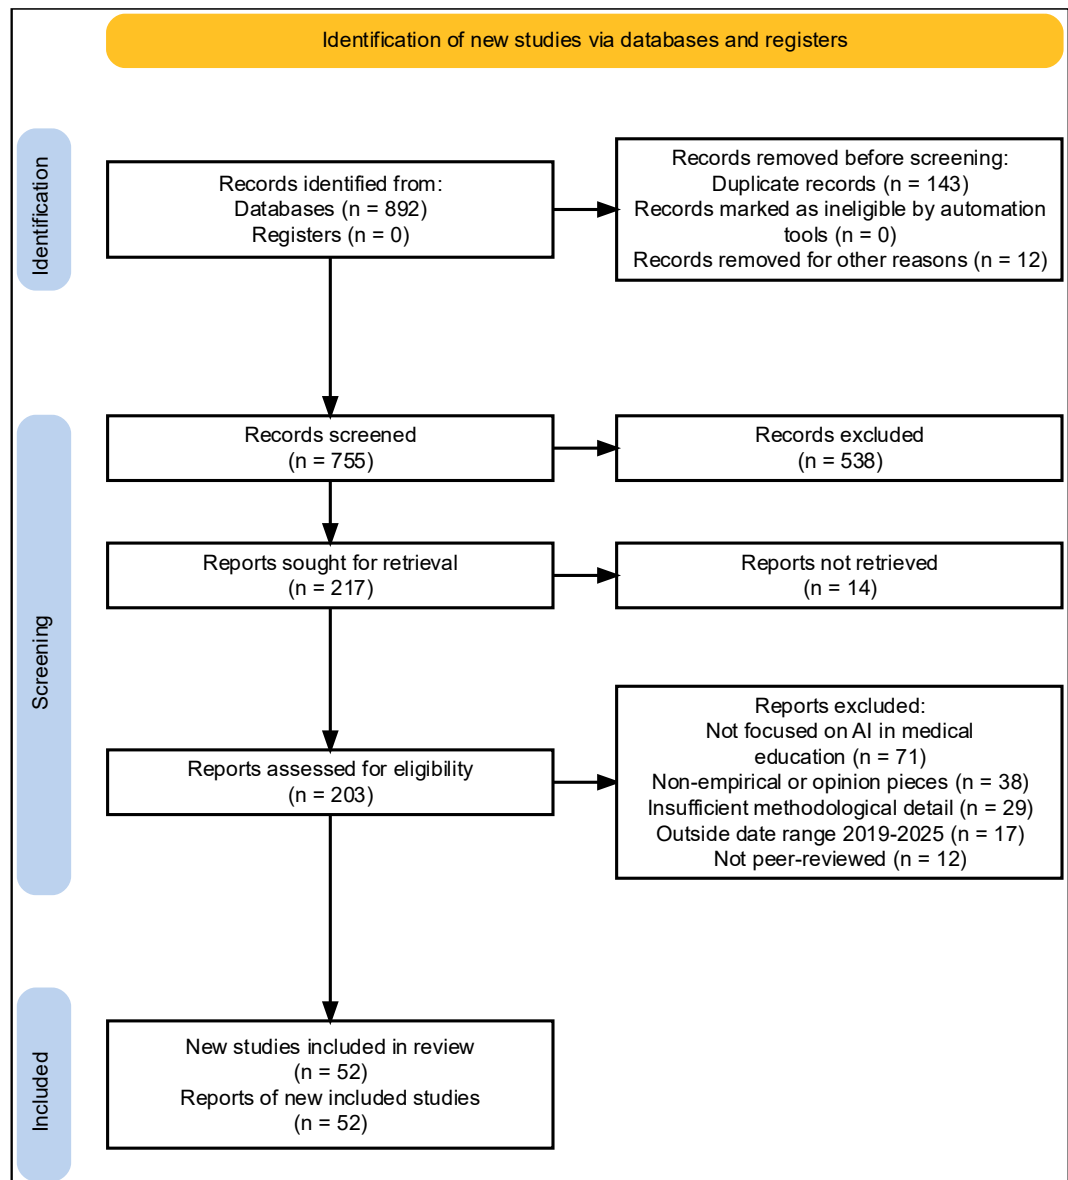 Identification of new studies via databases and registers
Identification
Records identified from:
Databases (n = 892)
Registers (n = 0)
Records removed before screening:
Duplicate records (n = 143)
Records marked as ineligible by automation
tools (n = 0)
Records removed for other reasons (n = 12)
Screening
Records screened
(n = 755)
Records excluded
(n = 538)
Reports sought for retrieval
(n = 217)
Reports not retrieved
(n = 14)
Reports assessed for eligibility
(n = 203)
Reports excluded:
Not focused on AI in medical
education (n = 71)
Non-empirical or opinion pieces (n = 38)
Insufficient methodological detail (n = 29)
Outside date range 2019-2025 (n = 17)
Not peer-reviewed (n = 12)
Included
New studies included in review
(n = 52)
Reports of new included studies
(n = 52)